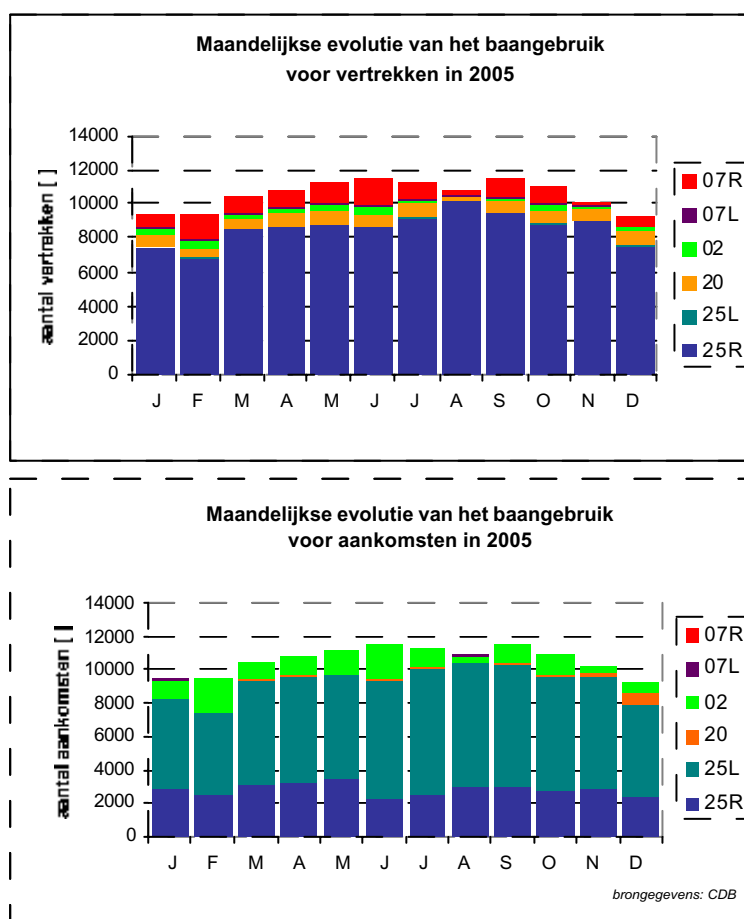 Maandelijkse evolutie van het baangebruik
voor vertrekken in 2005
aantal vertrekken [ ]
14000
12000
10000
8000
6000
4000
2000
0
J F M A M J J A S O N D
07R
07L
02
20
25L
25R
Maandelijkse evolutie van het baangebruik
voor aankomsten in 2005
aantal aankomsten [ ]
14000
12000
10000
8000
6000
4000
2000
0
J F M A M J J A S O N D
07R
07L
02
20
25L
25R
brongegevens: CDB